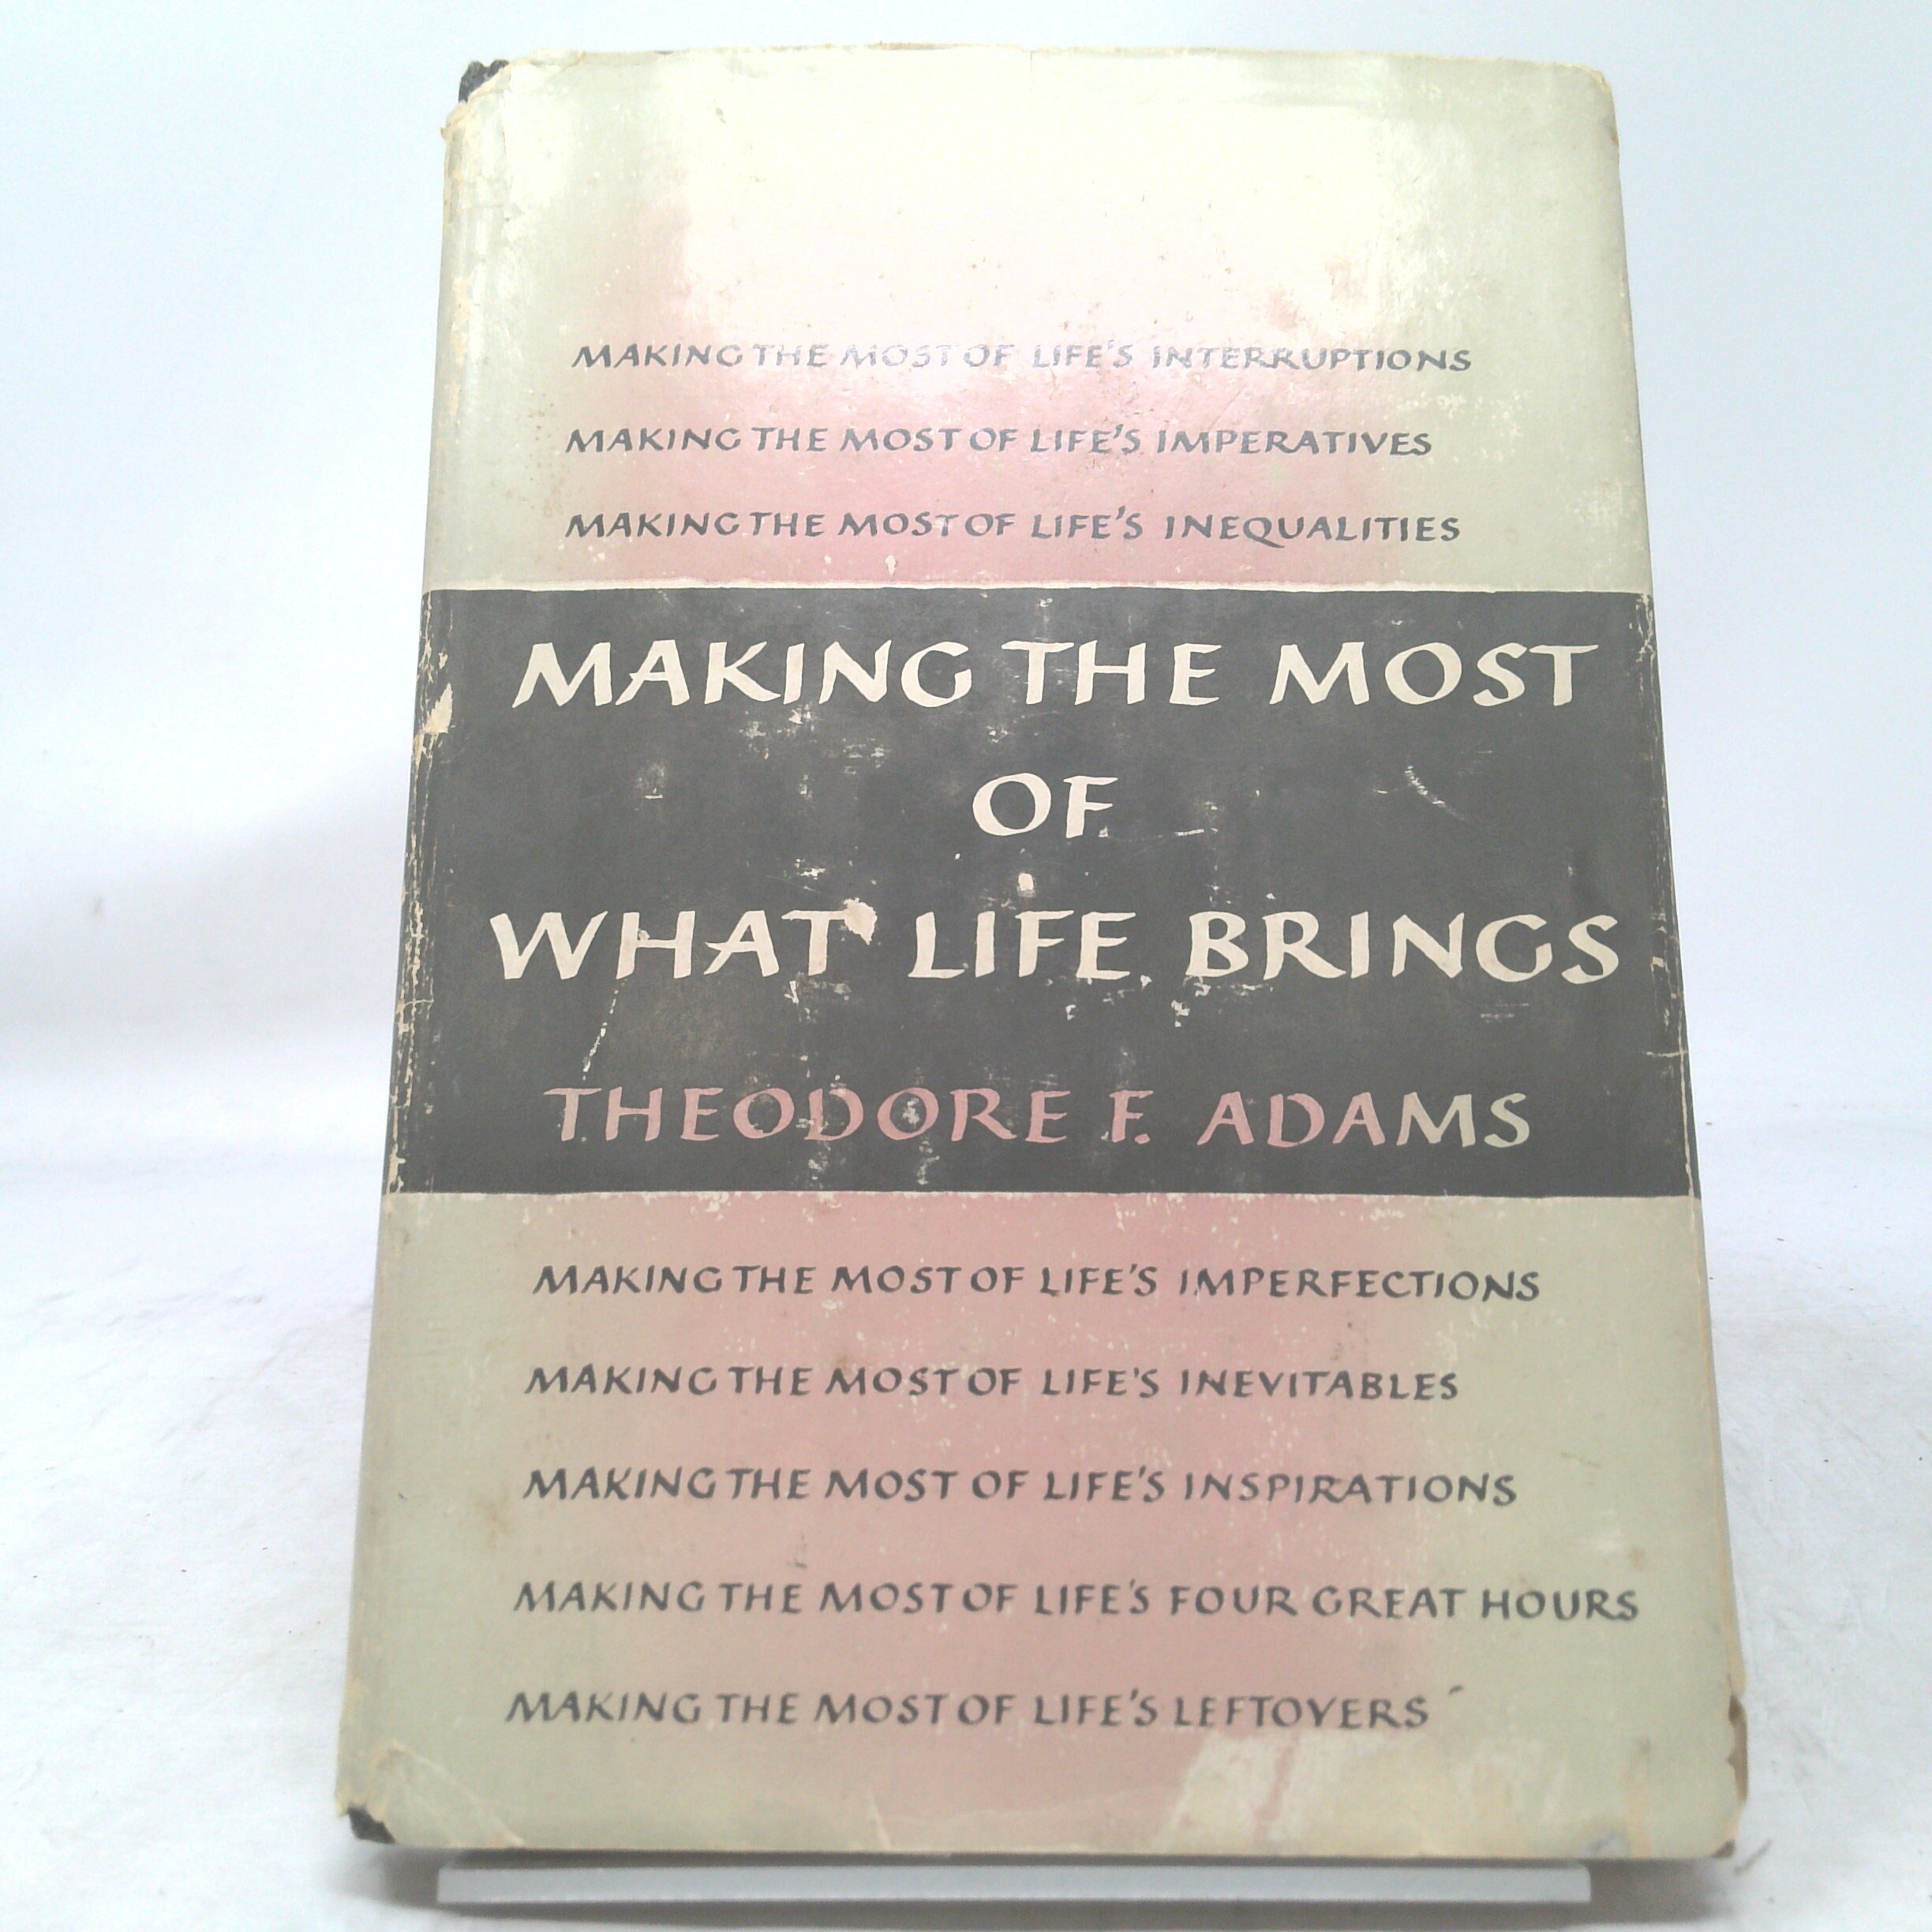 MAKING THE MOST OF LIFE'S INTERRUPTIONS
MAKING THE MOST OF LIFE'S IMPERATIVES
MAKING THE MOST OF LIFE'S INEQUALITIES
MAKING THE MOST
OF
WHAT LIFE BRINGS
THEODORE F. ADAMS
MAKING THE MOST OF LIFE'S IMPERFECTIONS
MAKING THE MOST OF LIFE'S INEVITABLES
MAKING THE MOST OF LIFE'S INSPIRATIONS
MAKING THE MOST OF LIFE'S FOUR GREAT HOURS
MAKING THE MOST OF LIFE'S LEFTOVERS